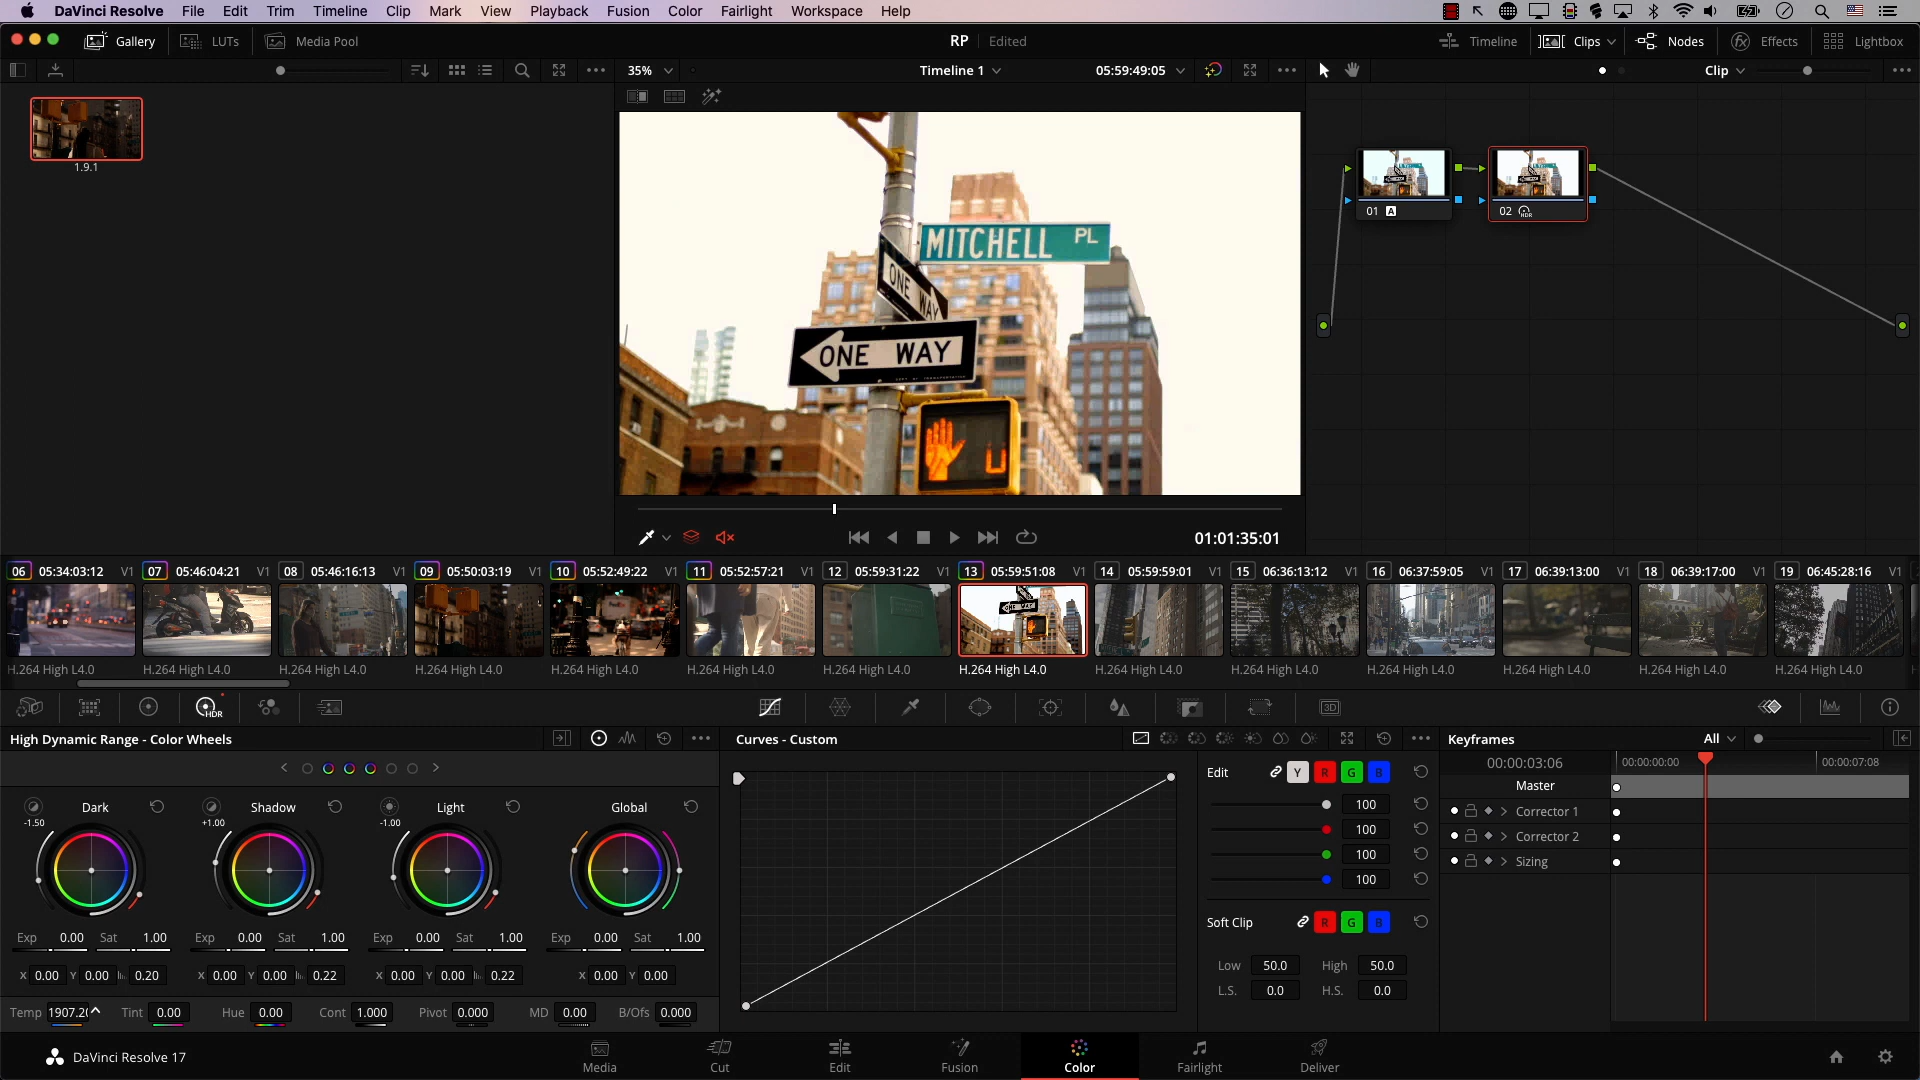 DaVinci Resolve File Edit Trim Timeline Clip Mark View Playback Fusion Color Fairlight Workspace Help
Gallery LUTs Media Pool RP Edited Timeline Clips Nodes Effects Lightbox
35% Timeline 1 05:59:49:05 Clip
1.9.1
MITCHELL PL
ONE WAY
ONE WAY
01 A 02 HDR
01:01:35:01
06 05:34:03:12 V1 07 05:46:04:21 V1 08 05:46:16:13 V1 09 05:50:03:19 V1 10 05:52:49:22 V1 11 05:52:57:21 V1 12 05:59:31:22 V1 13 05:59:51:08 V1 14 05:59:59:01 V1 15 06:36:13:12 V1 16 06:37:59:05 V1 17 06:39:13:00 V1 18 06:39:17:00 V1 19 06:45:28:16 V1
H.264 High L4.0 H.264 High L4.0 H.264 High L4.0 H.264 High L4.0 H.264 High L4.0 H.264 High L4.0 H.264 High L4.0 H.264 High L4.0 H.264 High L4.0 H.264 High L4.0 H.264 High L4.0 H.264 High L4.0 H.264 High L4.0 H.264 High L4.0
HDR 3D
High Dynamic Range - Color Wheels
Dark Shadow Light Global
-1.50 +1.00 -1.00
Exp 0.00 Sat 1.00 Exp 0.00 Sat 1.00 Exp 0.00 Sat 1.00 Exp 0.00 Sat 1.00
X 0.00 Y 0.00 0.20 X 0.00 Y 0.00 0.22 X 0.00 Y 0.00 0.22 X 0.00 Y 0.00
Temp 1907.20 Tint 0.00 Hue 0.00 Cont 1.000 Pivot 0.000 MD 0.00 B/Ofs 0.000
Curves - Custom
Edit Y R G B
100
100
100
100
Soft Clip R G B
Low 50.0 High 50.0
L.S. 0.0 H.S. 0.0
Keyframes All
00:00:03:06 00:00:00:00 00:00:07:08
Master
Corrector 1
Corrector 2
Sizing
DaVinci Resolve 17 Media Cut Edit Fusion Color Fairlight Deliver